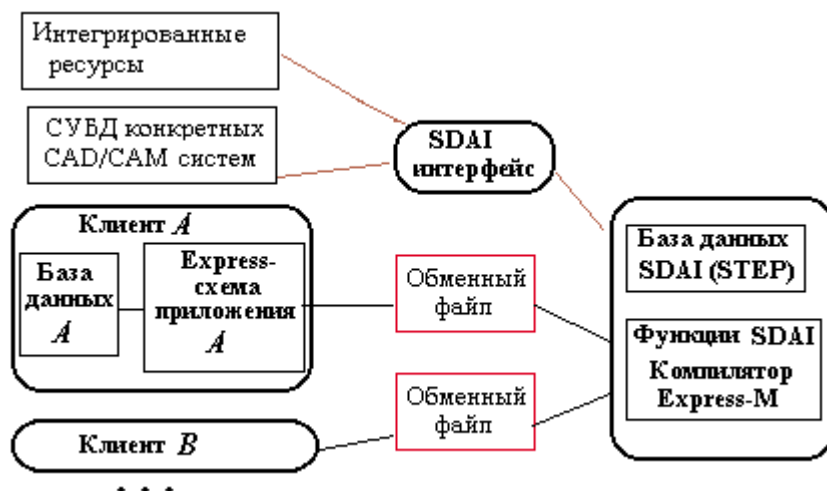 Интегрированные
ресурсы
СУБД конкретных
CAD/CAM систем
SDAI
интерфейс
Клиент A
База
данных
A
Express-
схема
приложения
A
Обменный
файл
База данных
SDAI (STEP)
Функции SDAI
Компилятор
Express-M
Обменный
файл
Клиент B
. . .